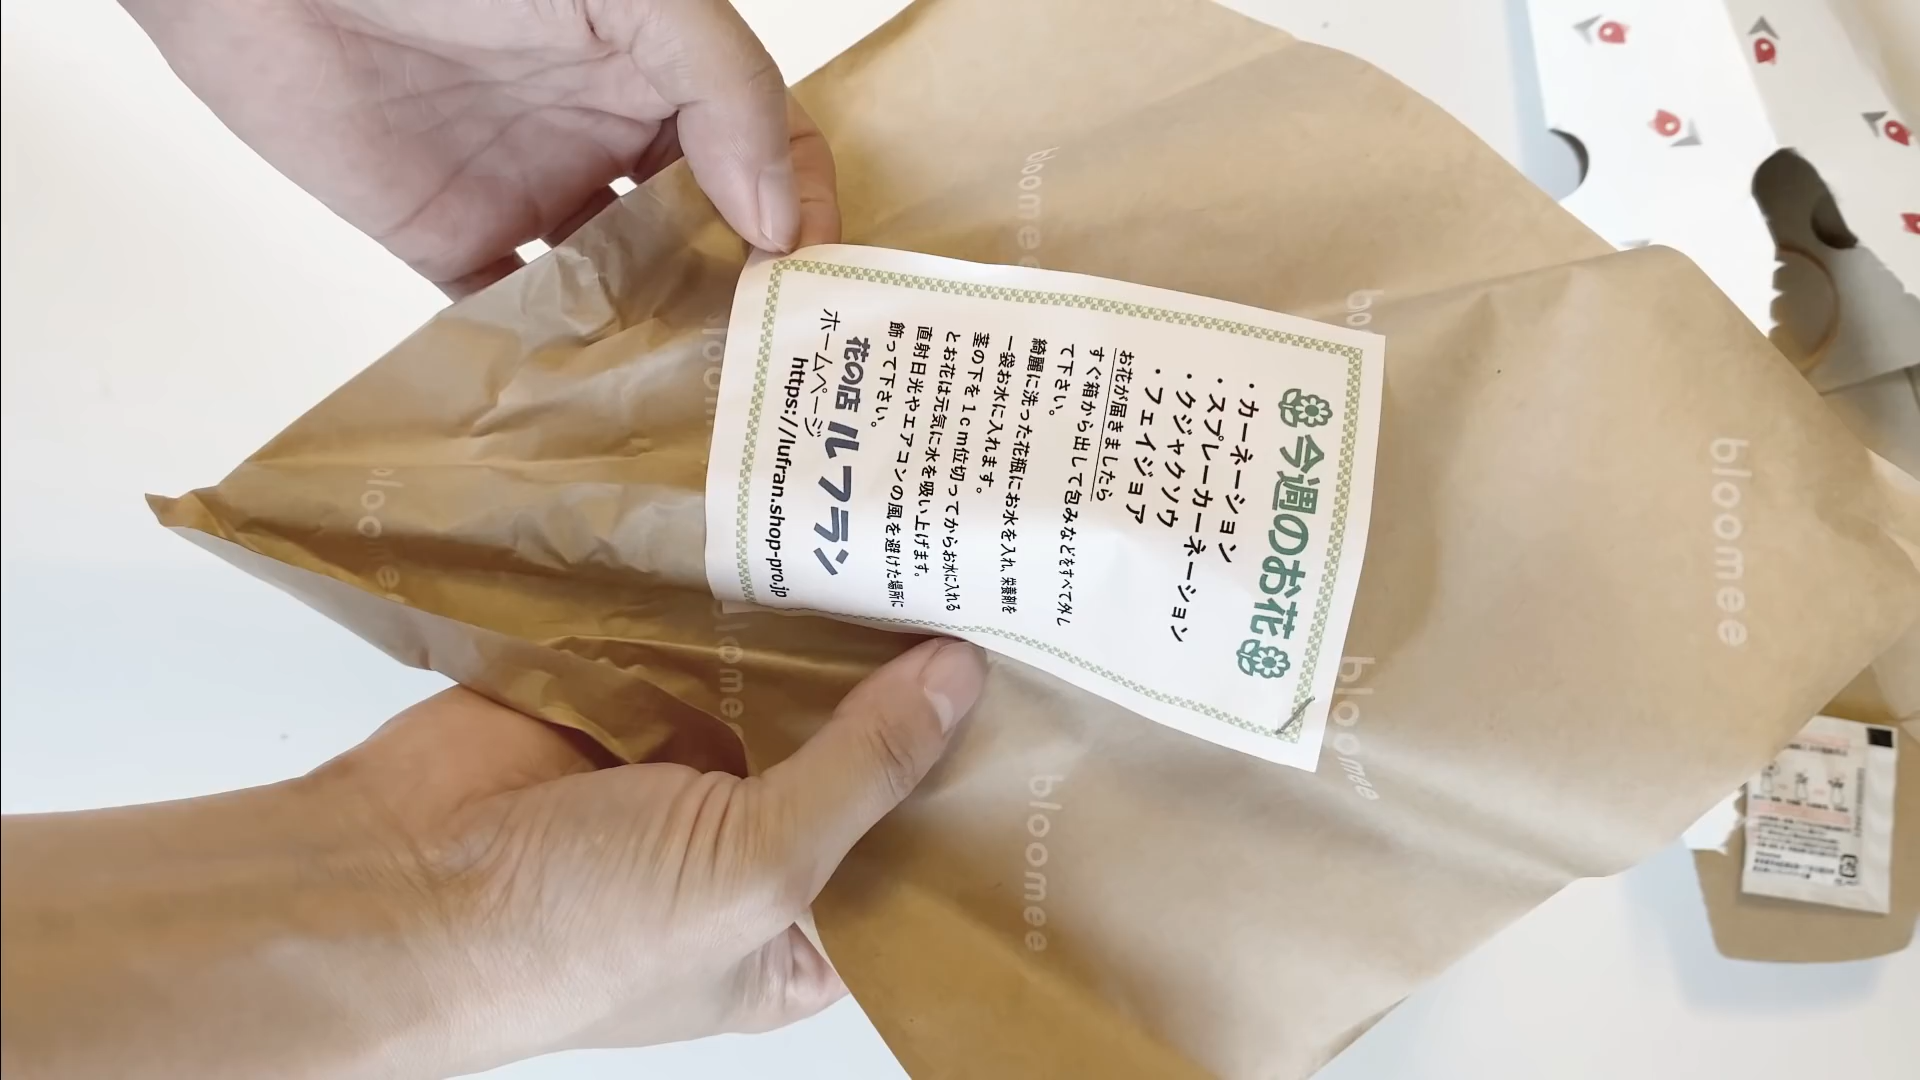 今週のお花
・カーネーション
・スプレーカーネーション
・クジャクソウ
・フェイジョア
お花が届きましたら
すぐ箱から出して包みなどをすべて外し
て下さい。
綺麗に洗った花瓶にお水を入れ、栄養剤を
一袋お水に入れます。
茎の下を1cm位切ってからお水に入れる
とお花は元気に水を吸い上げます。
直射日光やエアコンの風を避けた場所に
飾って下さい。
花の店 ルフラン
ホームページ
https://lufran.shop-pro.jp
bloomee
bloomee
bloomee
bloomee
bloomee
bloomee